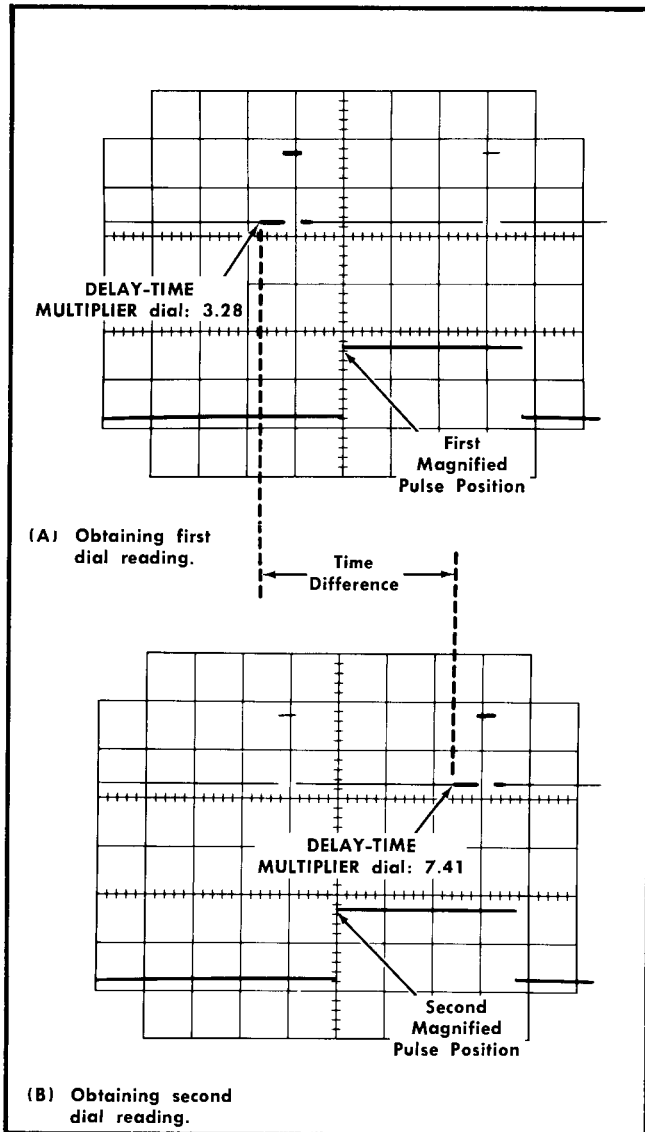 DELAY-TIME
MULTIPLIER dial: 3.28
First
Magnified
Pulse Position
(A) Obtaining first
dial reading.
Time
Difference
DELAY-TIME
MULTIPLIER dial: 7.41
Second
Magnified
Pulse Position
(B) Obtaining second
dial reading.